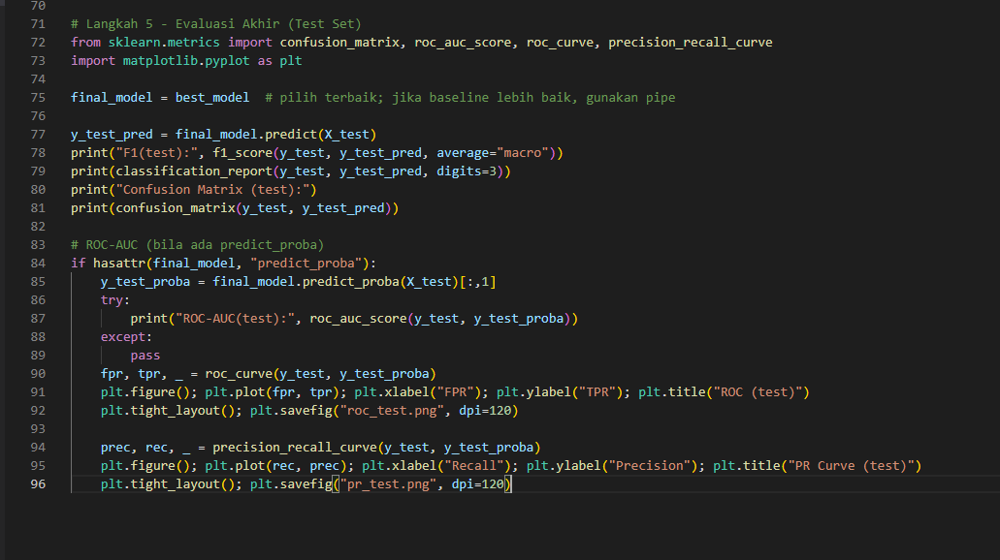 70
71 # Langkah 5 - Evaluasi Akhir (Test Set)
72 from sklearn.metrics import confusion_matrix, roc_auc_score, roc_curve, precision_recall_curve
73 import matplotlib.pyplot as plt
74
75 final_model = best_model  # pilih terbaik; jika baseline lebih baik, gunakan pipe
76
77 y_test_pred = final_model.predict(X_test)
78 print("F1(test):", f1_score(y_test, y_test_pred, average="macro"))
79 print(classification_report(y_test, y_test_pred, digits=3))
80 print("Confusion Matrix (test):")
81 print(confusion_matrix(y_test, y_test_pred))
82
83 # ROC-AUC (bila ada predict_proba)
84 if hasattr(final_model, "predict_proba"):
85     y_test_proba = final_model.predict_proba(X_test)[:,1]
86     try:
87         print("ROC-AUC(test):", roc_auc_score(y_test, y_test_proba))
88     except:
89         pass
90     fpr, tpr, _ = roc_curve(y_test, y_test_proba)
91     plt.figure(); plt.plot(fpr, tpr); plt.xlabel("FPR"); plt.ylabel("TPR"); plt.title("ROC (test)")
92     plt.tight_layout(); plt.savefig("roc_test.png", dpi=120)
93
94     prec, rec, _ = precision_recall_curve(y_test, y_test_proba)
95     plt.figure(); plt.plot(rec, prec); plt.xlabel("Recall"); plt.ylabel("Precision"); plt.title("PR Curve (test)")
96     plt.tight_layout(); plt.savefig("pr_test.png", dpi=120)